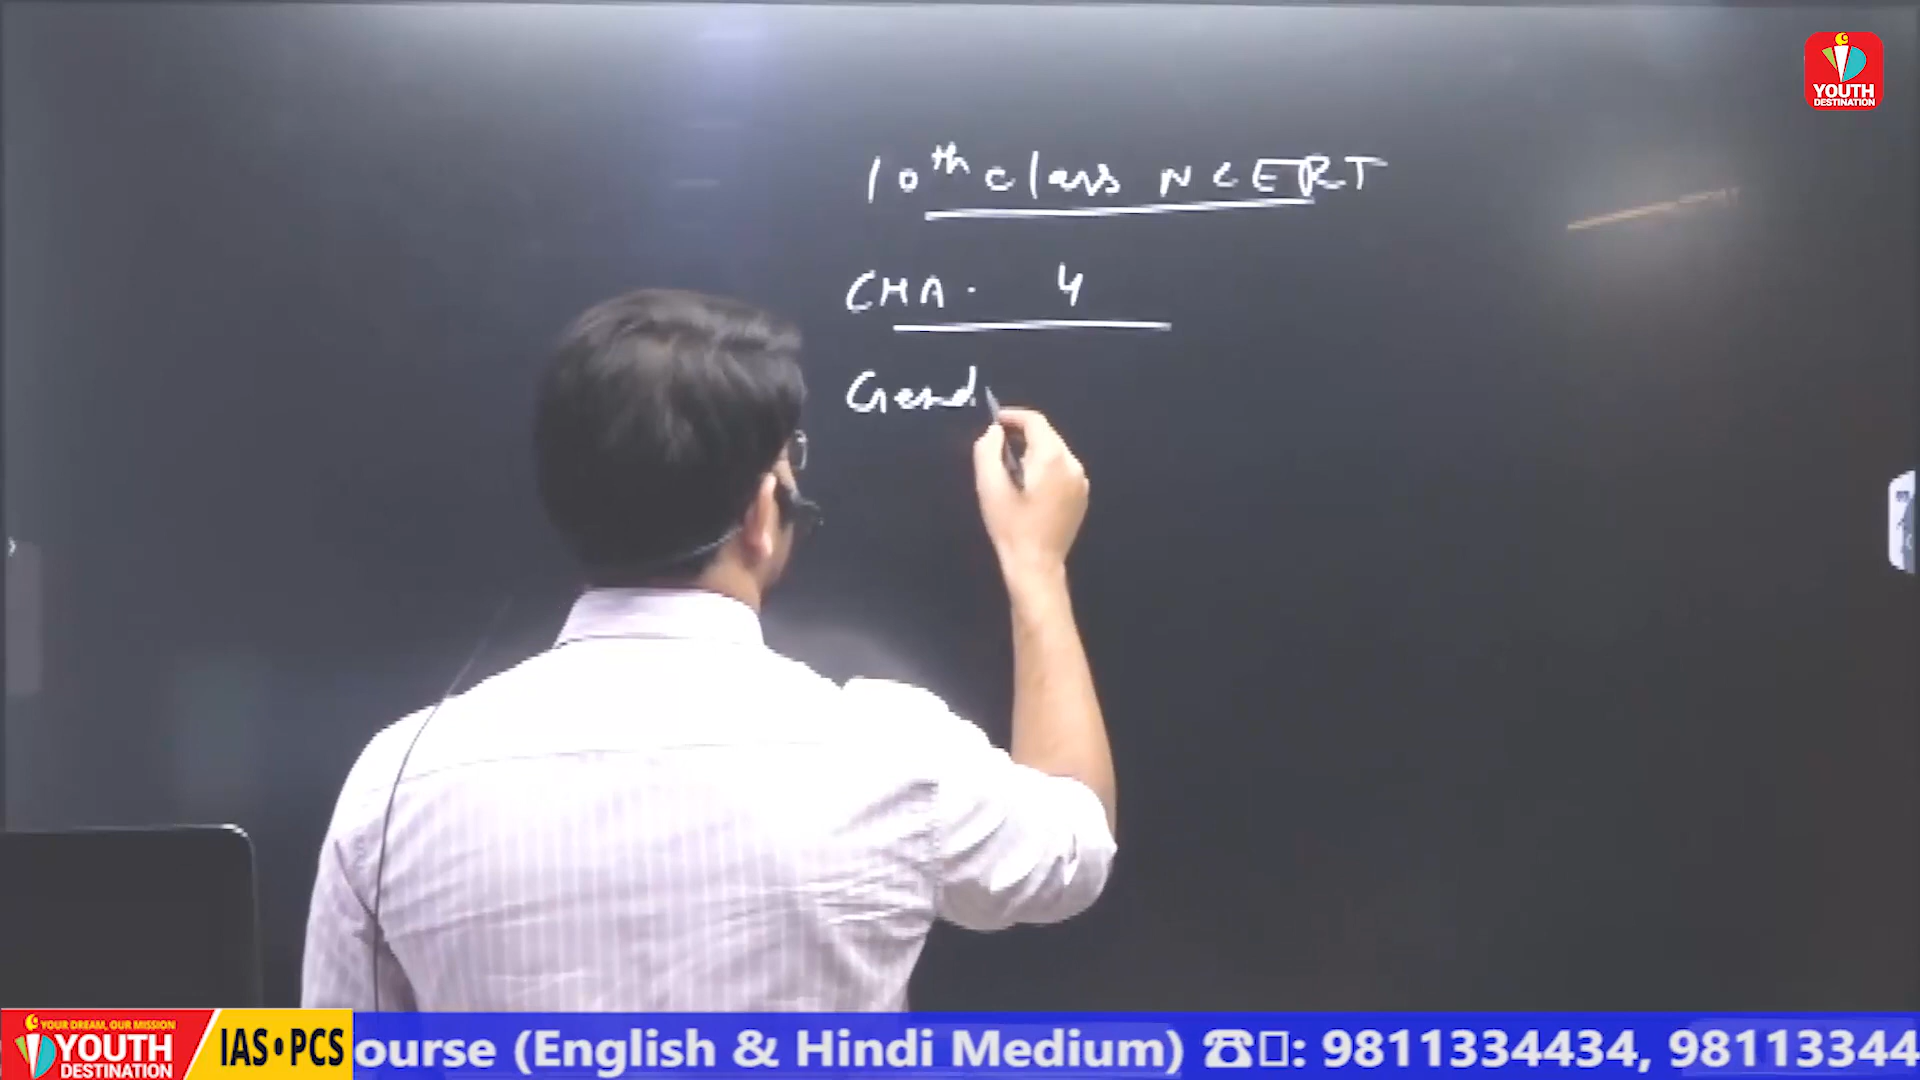 YOUTH
DESTINATION
10th class NCERT
CHA. 4
Gend
YOUR DREAM, OUR MISSION
YOUTH
DESTINATION
IAS•PCS
ourse (English & Hindi Medium) ☎: 9811334434, 98113344